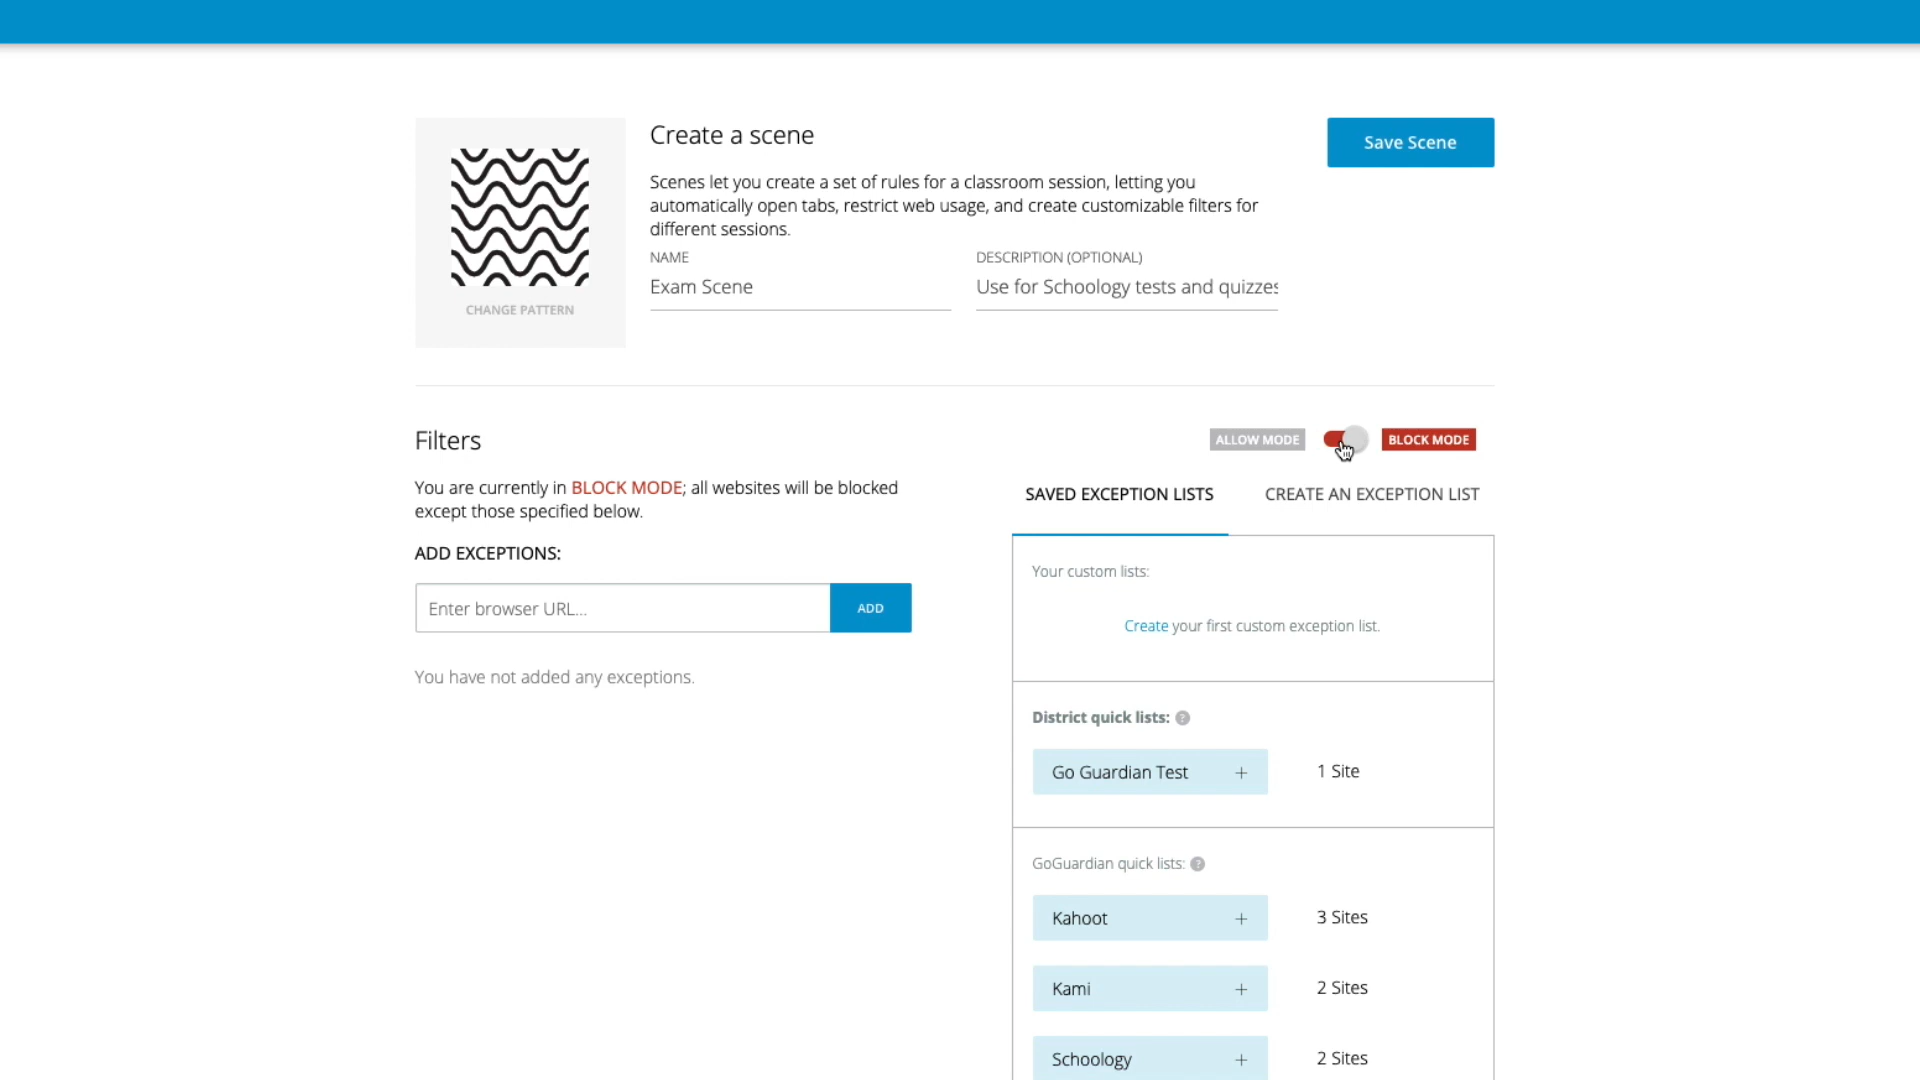 Create a scene
Save Scene
Scenes let you create a set of rules for a classroom session, letting you
automatically open tabs, restrict web usage, and create customizable filters for
different sessions.
NAME
DESCRIPTION (OPTIONAL)
Exam Scene
Use for Schoology tests and quizzes
CHANGE PATTERN
Filters
ALLOW MODE
BLOCK MODE
You are currently in BLOCK MODE; all websites will be blocked
except those specified below.
ADD EXCEPTIONS:
Enter browser URL...
ADD
You have not added any exceptions.
SAVED EXCEPTION LISTS
CREATE AN EXCEPTION LIST
Your custom lists:
Create your first custom exception list.
District quick lists: ?
Go Guardian Test +
1 Site
GoGuardian quick lists: ?
Kahoot +
3 Sites
Kami +
2 Sites
Schoology +
2 Sites